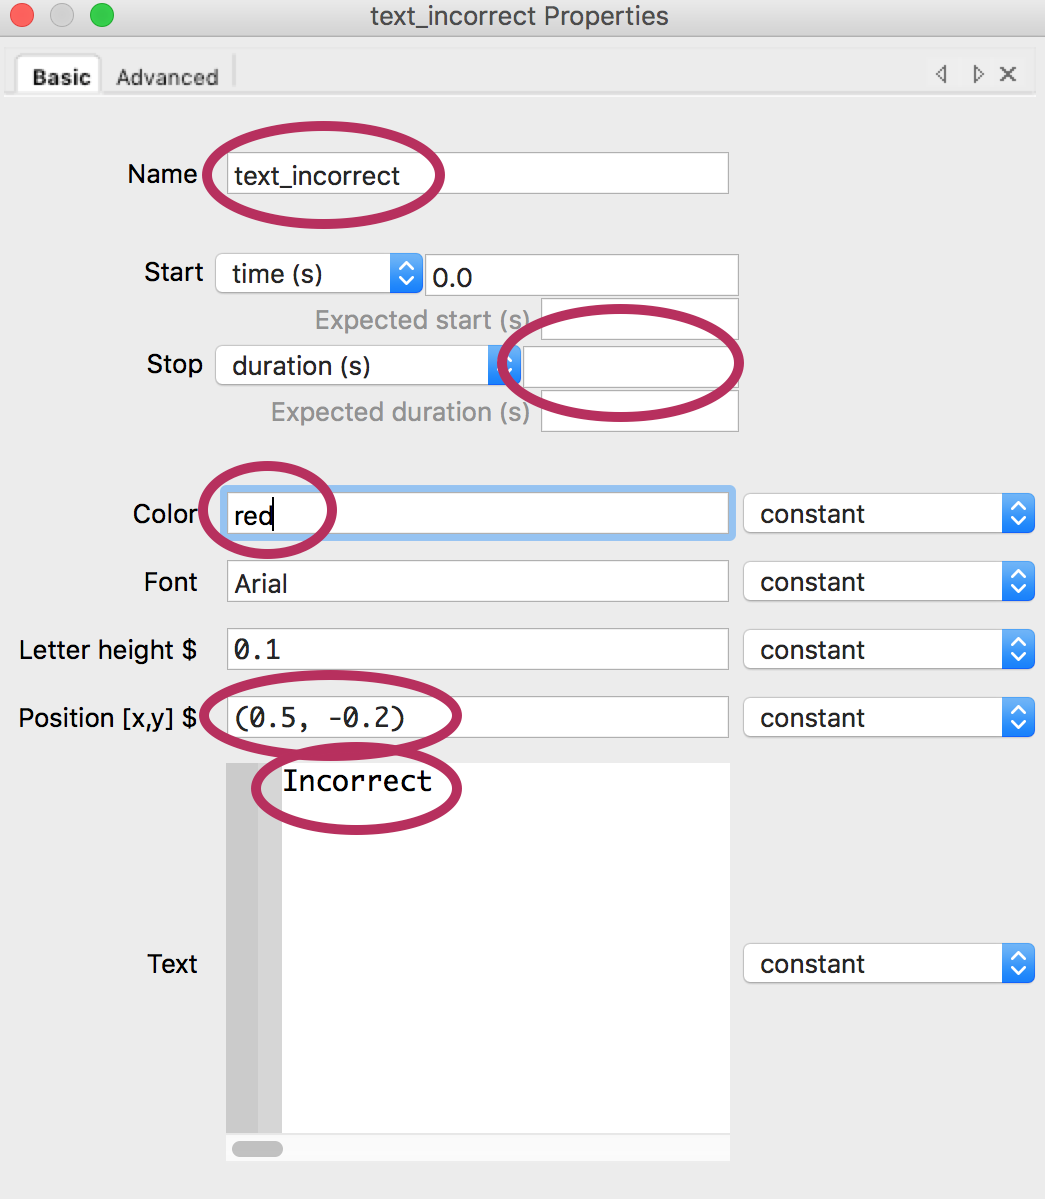 text_incorrect Properties
Basic Advanced
Name text_incorrect
Start time (s) 0.0
Expected start (s)
Stop duration (s)
Expected duration (s)
Color red constant
Font Arial constant
Letter height $ 0.1 constant
Position [x,y] $ (0.5, -0.2) constant
Incorrect
Text constant